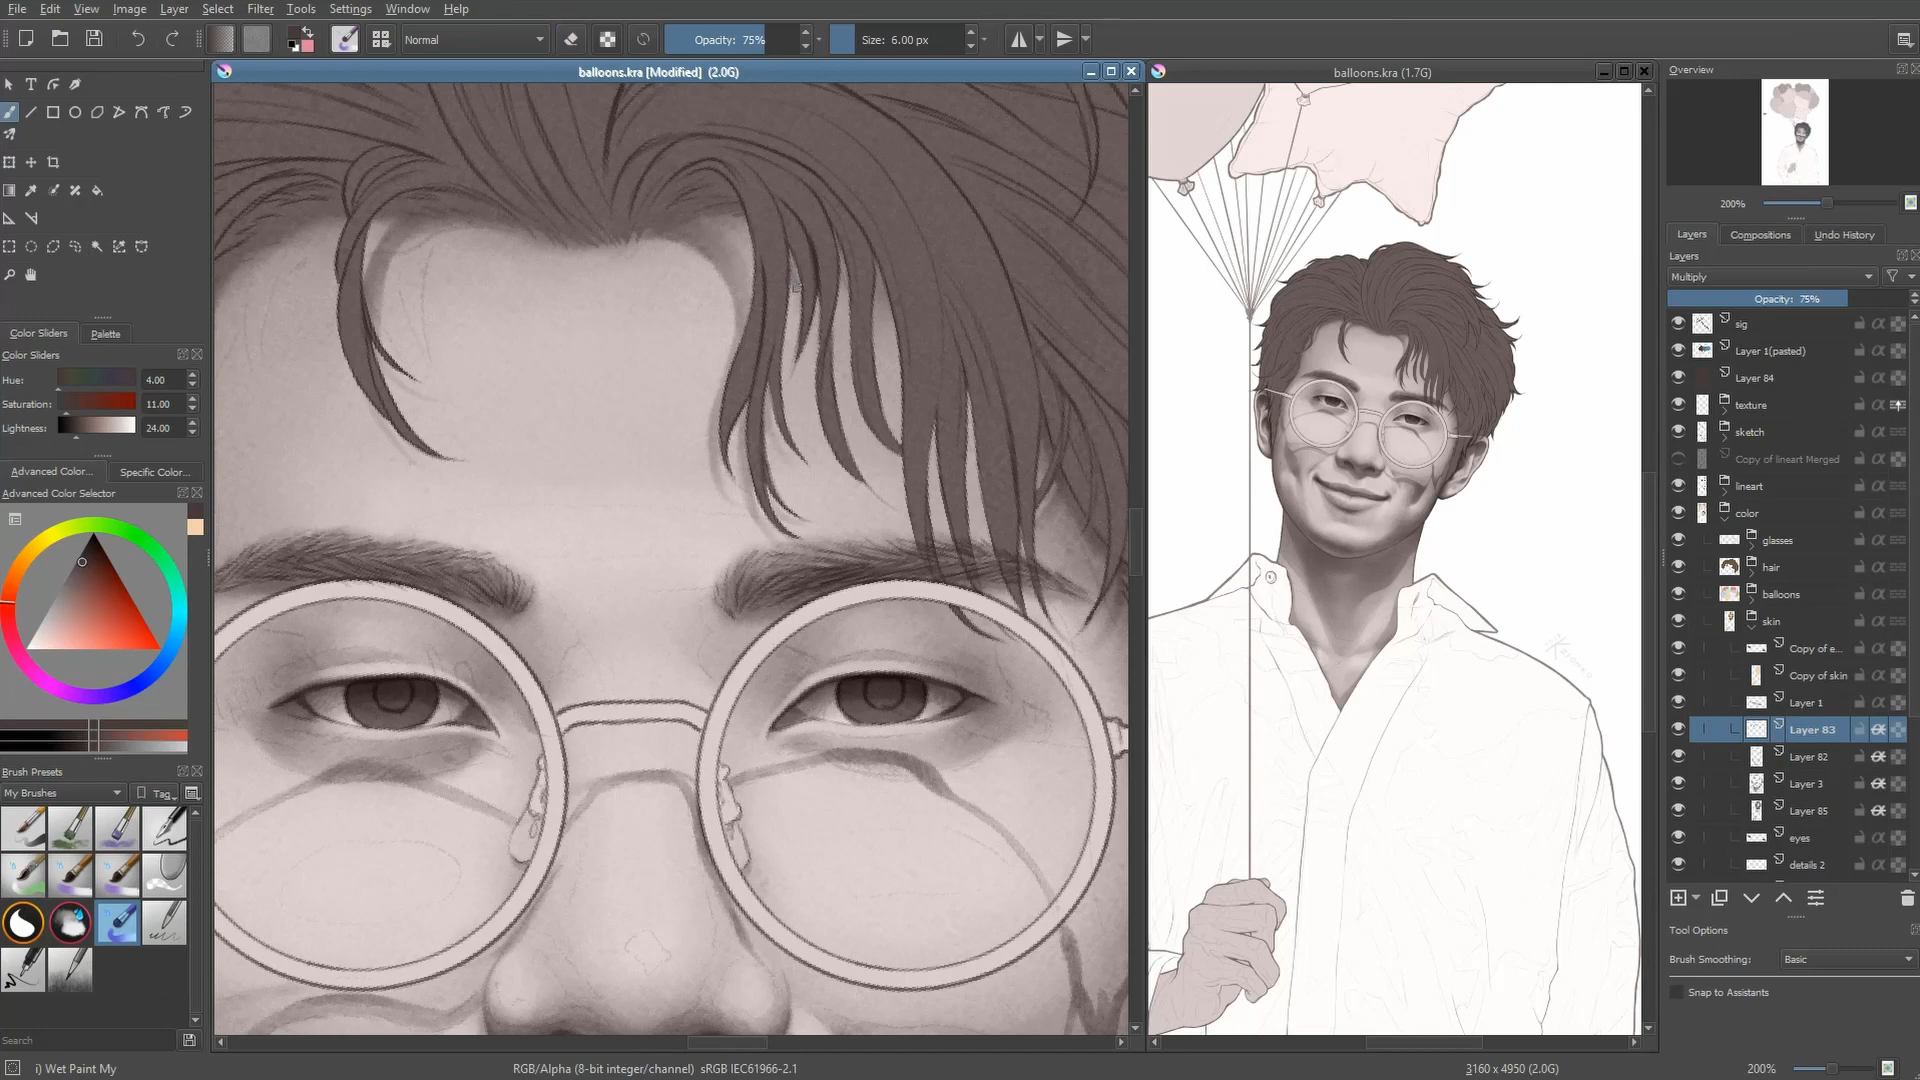 File Edit View Image Layer Select Filter Tools Settings Window Help
Normal
Opacity: 75%
Size: 6.00 px
balloons.kra [Modified] (2.0G)
balloons.kra (1.7G)
Color Sliders
Palette
Color Sliders
Hue: 4.00
Saturation: 11.00
Lightness: 24.00
Advanced Color...
Specific Color...
Advanced Color Selector
Brush Presets
My Brushes
Tag
Search
i) Wet Paint My
RGB/Alpha (8-bit integer/channel) sRGB IEC61966-2.1
3160 x 4950 (2.0G)
200%
Overview
200%
Layers
Compositions
Undo History
Layers
Multiply
Opacity: 75%
sig
Layer 1(pasted)
Layer 84
texture
sketch
Copy of lineart Merged
lineart
color
glasses
hair
balloons
skin
Copy of e...
Copy of skin
Layer 1
Layer 83
Layer 82
Layer 3
Layer 85
eyes
details 2
Tool Options
Brush Smoothing: Basic
Snap to Assistants